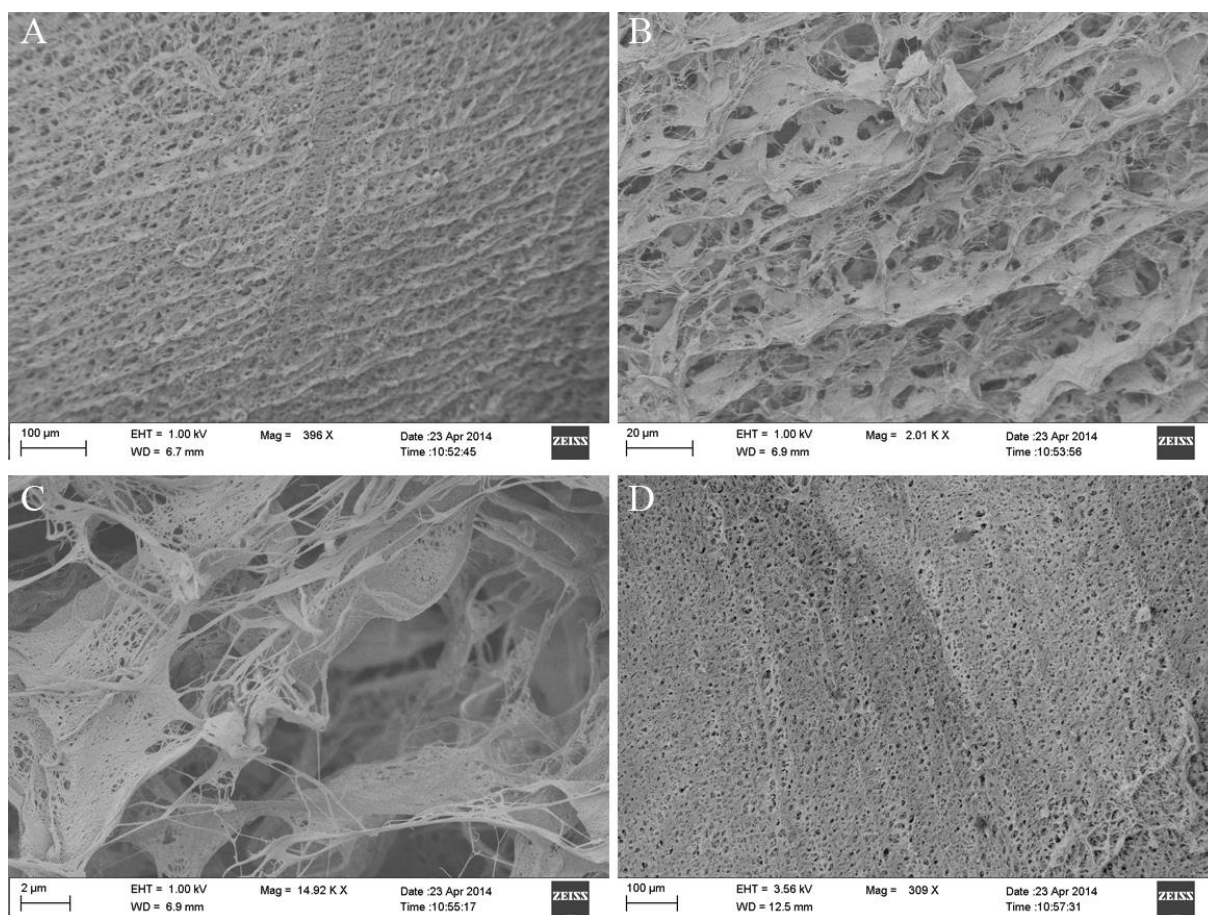 A
100 µm
EHT = 1.00 kV
WD = 6.7 mm
Mag = 396 X
Date :23 Apr 2014
Time :10:52:45
ZEISS
B
20 µm
EHT = 1.00 kV
WD = 6.9 mm
Mag = 2.01 K X
Date :23 Apr 2014
Time :10:53:56
ZEISS
C
2 µm
EHT = 1.00 kV
WD = 6.9 mm
Mag = 14.92 K X
Date :23 Apr 2014
Time :10:55:17
ZEISS
D
100 µm
EHT = 3.56 kV
WD = 12.5 mm
Mag = 309 X
Date :23 Apr 2014
Time :10:57:31
ZEISS